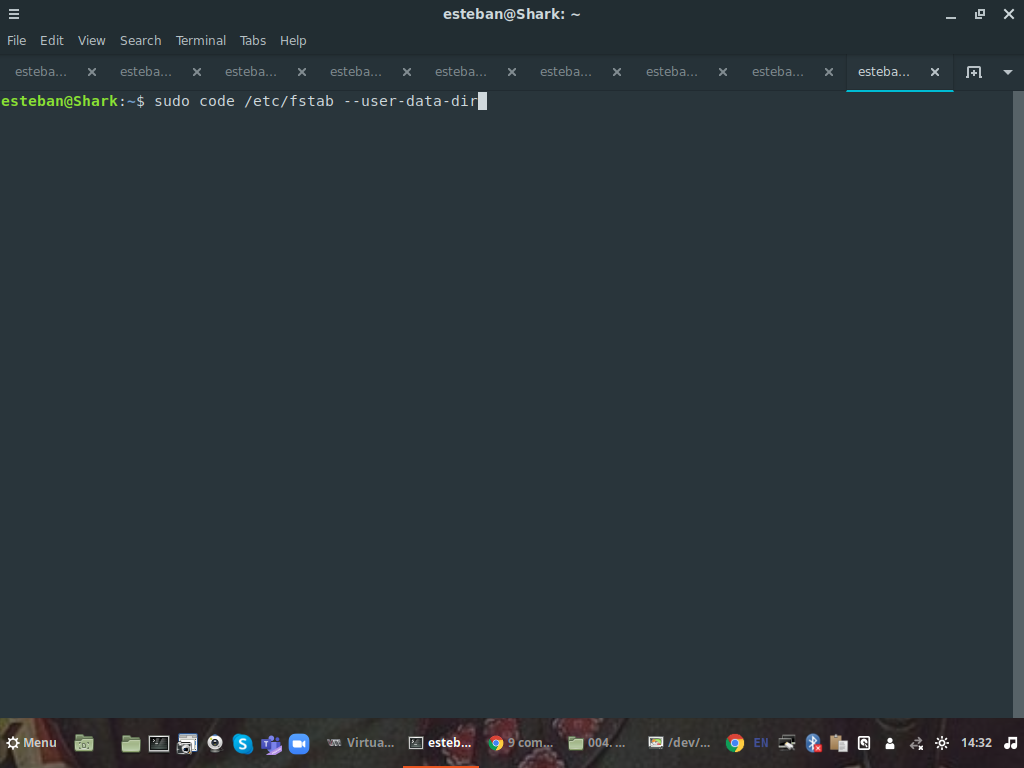 esteban@Shark: ~
File Edit View Search Terminal Tabs Help
esteba... esteba... esteba... esteba... esteba... esteba... esteba... esteba... esteba...
esteban@Shark:~$ sudo code /etc/fstab --user-data-dir
Menu Virtua... esteb... 9 com... 004. ... /dev/... EN 14:32